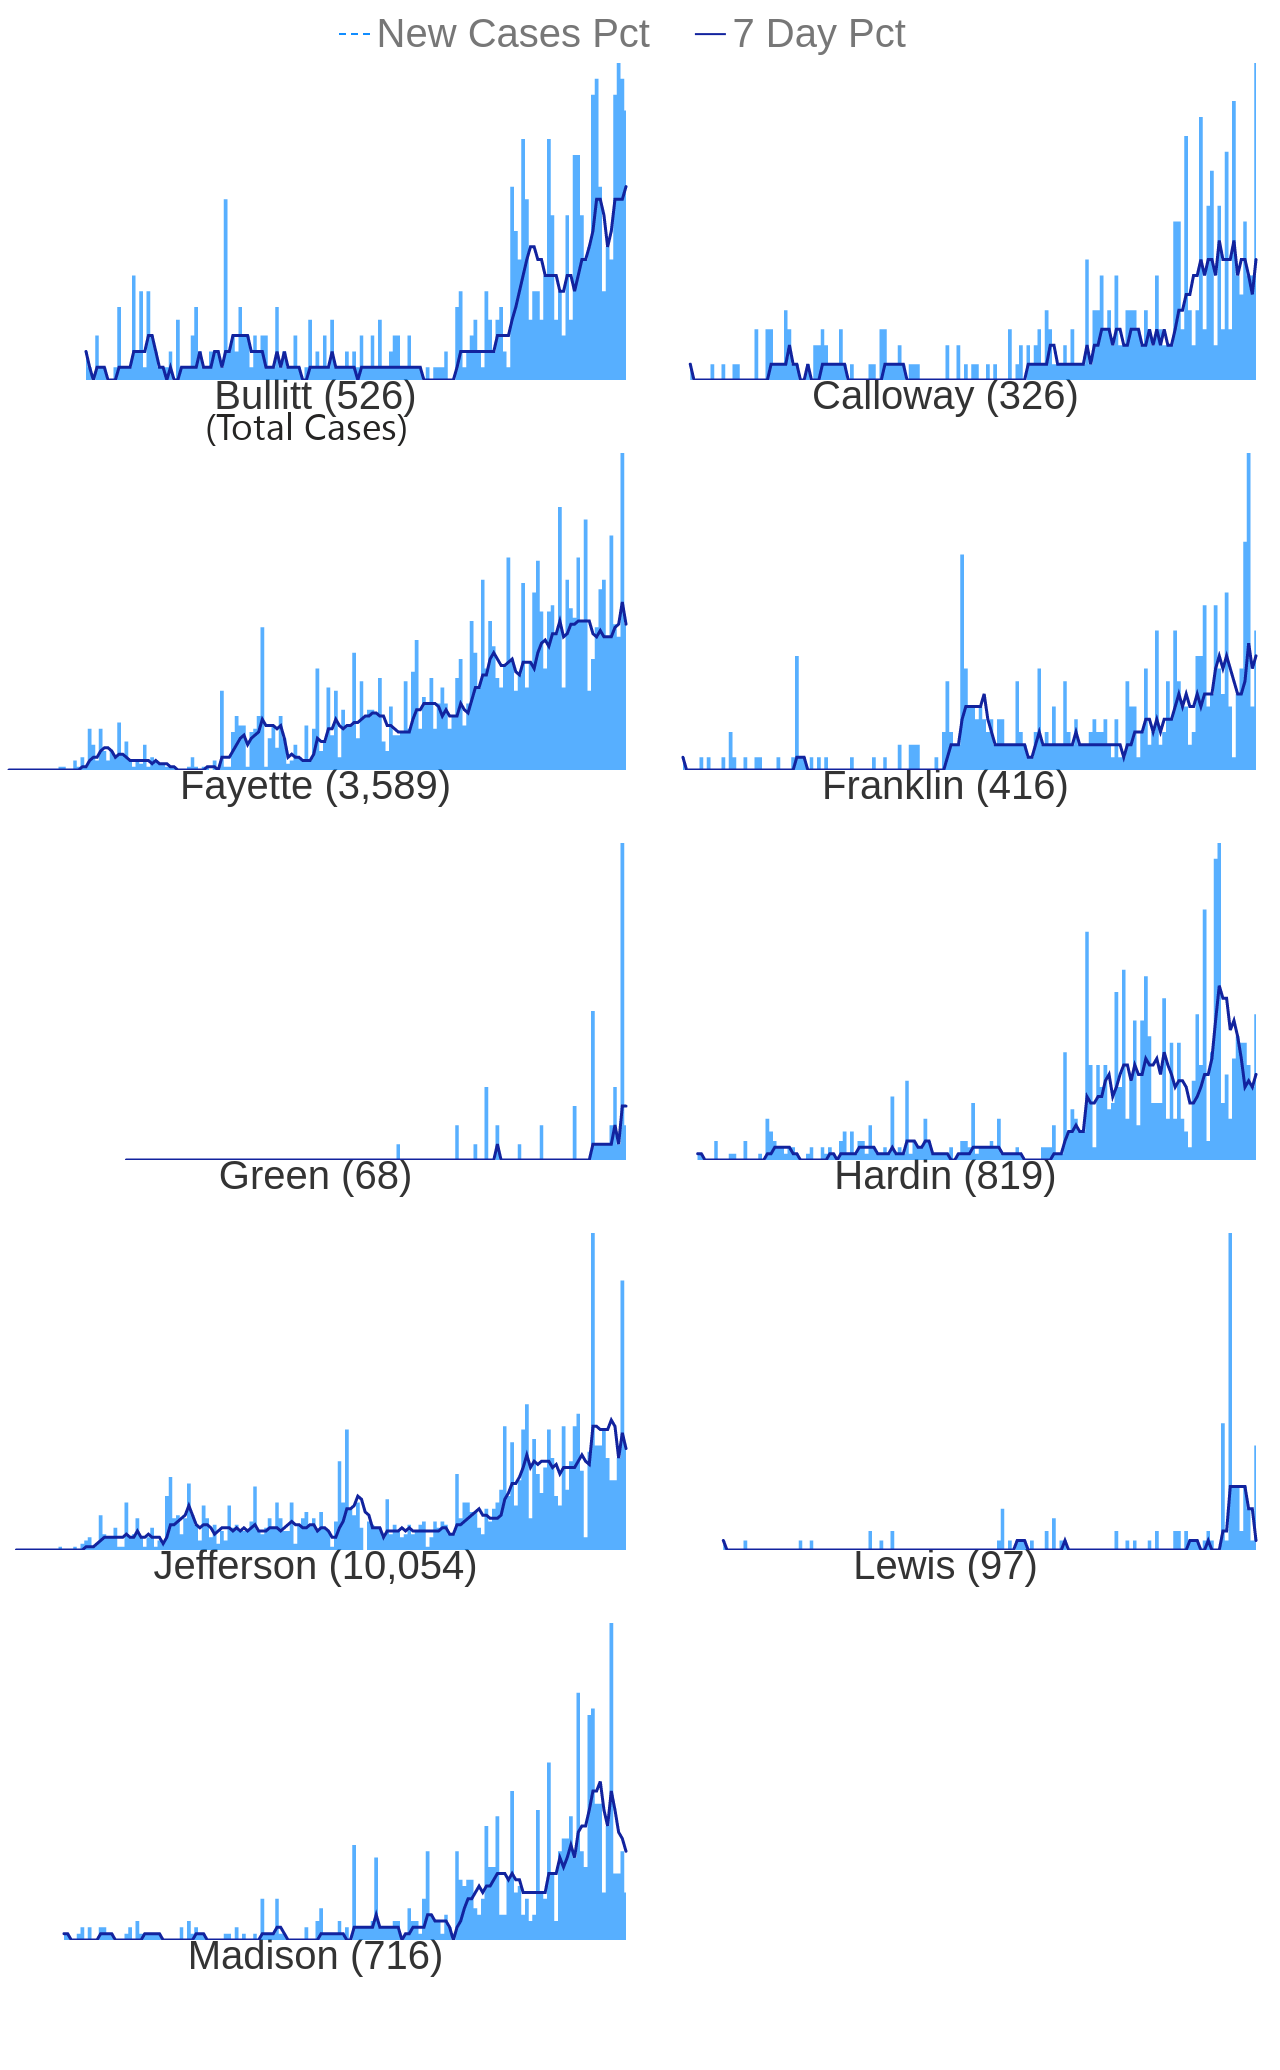 New Cases Pct 7 Day Pct
Bullitt (526) Calloway (326)
(Total Cases)
Fayette (3,589) Franklin (416)
Green (68) Hardin (819)
Jefferson (10,054) Lewis (97)
Madison (716)